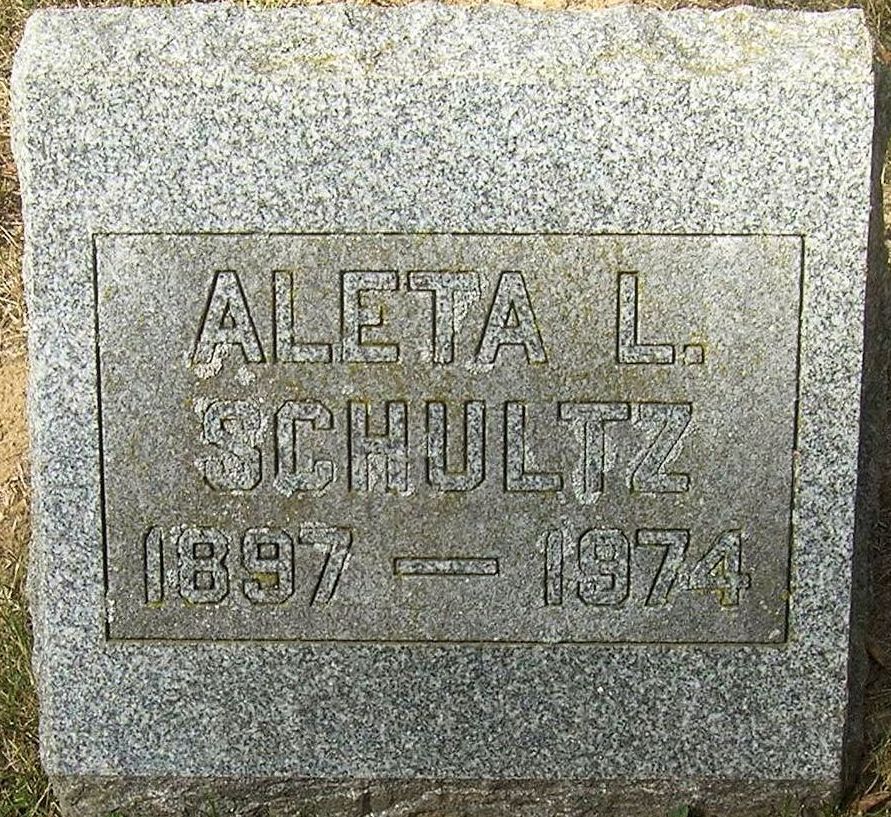 ALETA L.
SCHULTZ
1897 — 1974